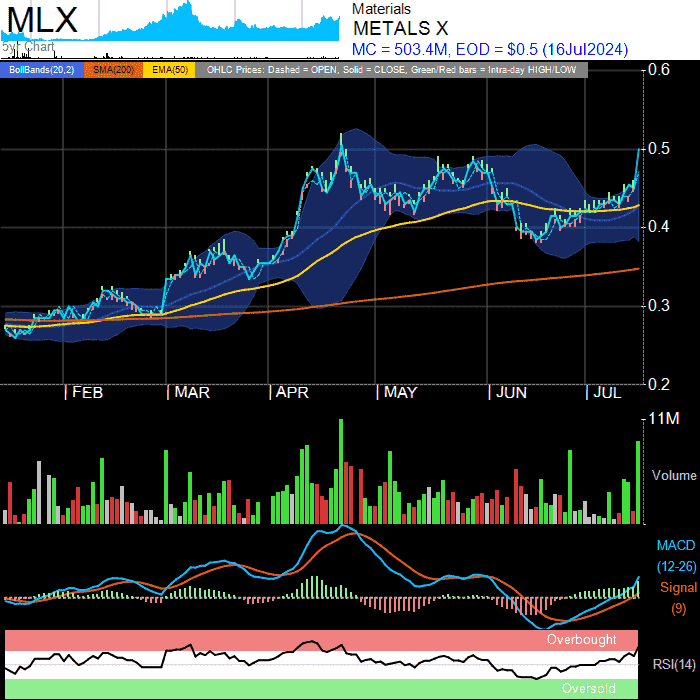 MLX
5yr Chart
Materials
METALS X
MC = 503.4M, EOD = $0.5 (16Jul2024)
BollBands(20,2) SMA(200) EMA(50) OHLC Prices: Dashed = OPEN, Solid = CLOSE, Green/Red bars = Intra-day HIGH/LOW
0.6
0.5
0.4
0.3
0.2
| FEB | MAR | APR | MAY | JUN | JUL
11M
Volume
MACD
(12-26)
Signal
(9)
Overbought
RSI(14)
Oversold